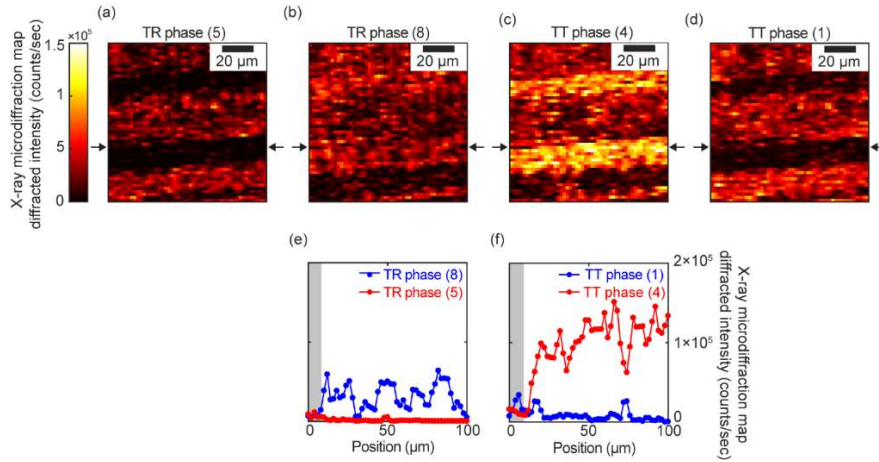 (a)
(b)
(c)
(d)
TR phase (5)
TR phase (8)
TT phase (4)
TT phase (1)
X-ray microdiffraction map
diffracted intensity (counts/sec)
1.5 ×10⁵
1
5
0
20 µm
20 µm
20 µm
20 µm
(e)
(f)
TR phase (8)
TR phase (5)
TT phase (1)
TT phase (4)
2×10⁵
1×10⁵
0
X-ray microdiffraction map
diffracted intensity (counts/sec)
0
50
100
0
50
100
Position (µm)
Position (µm)